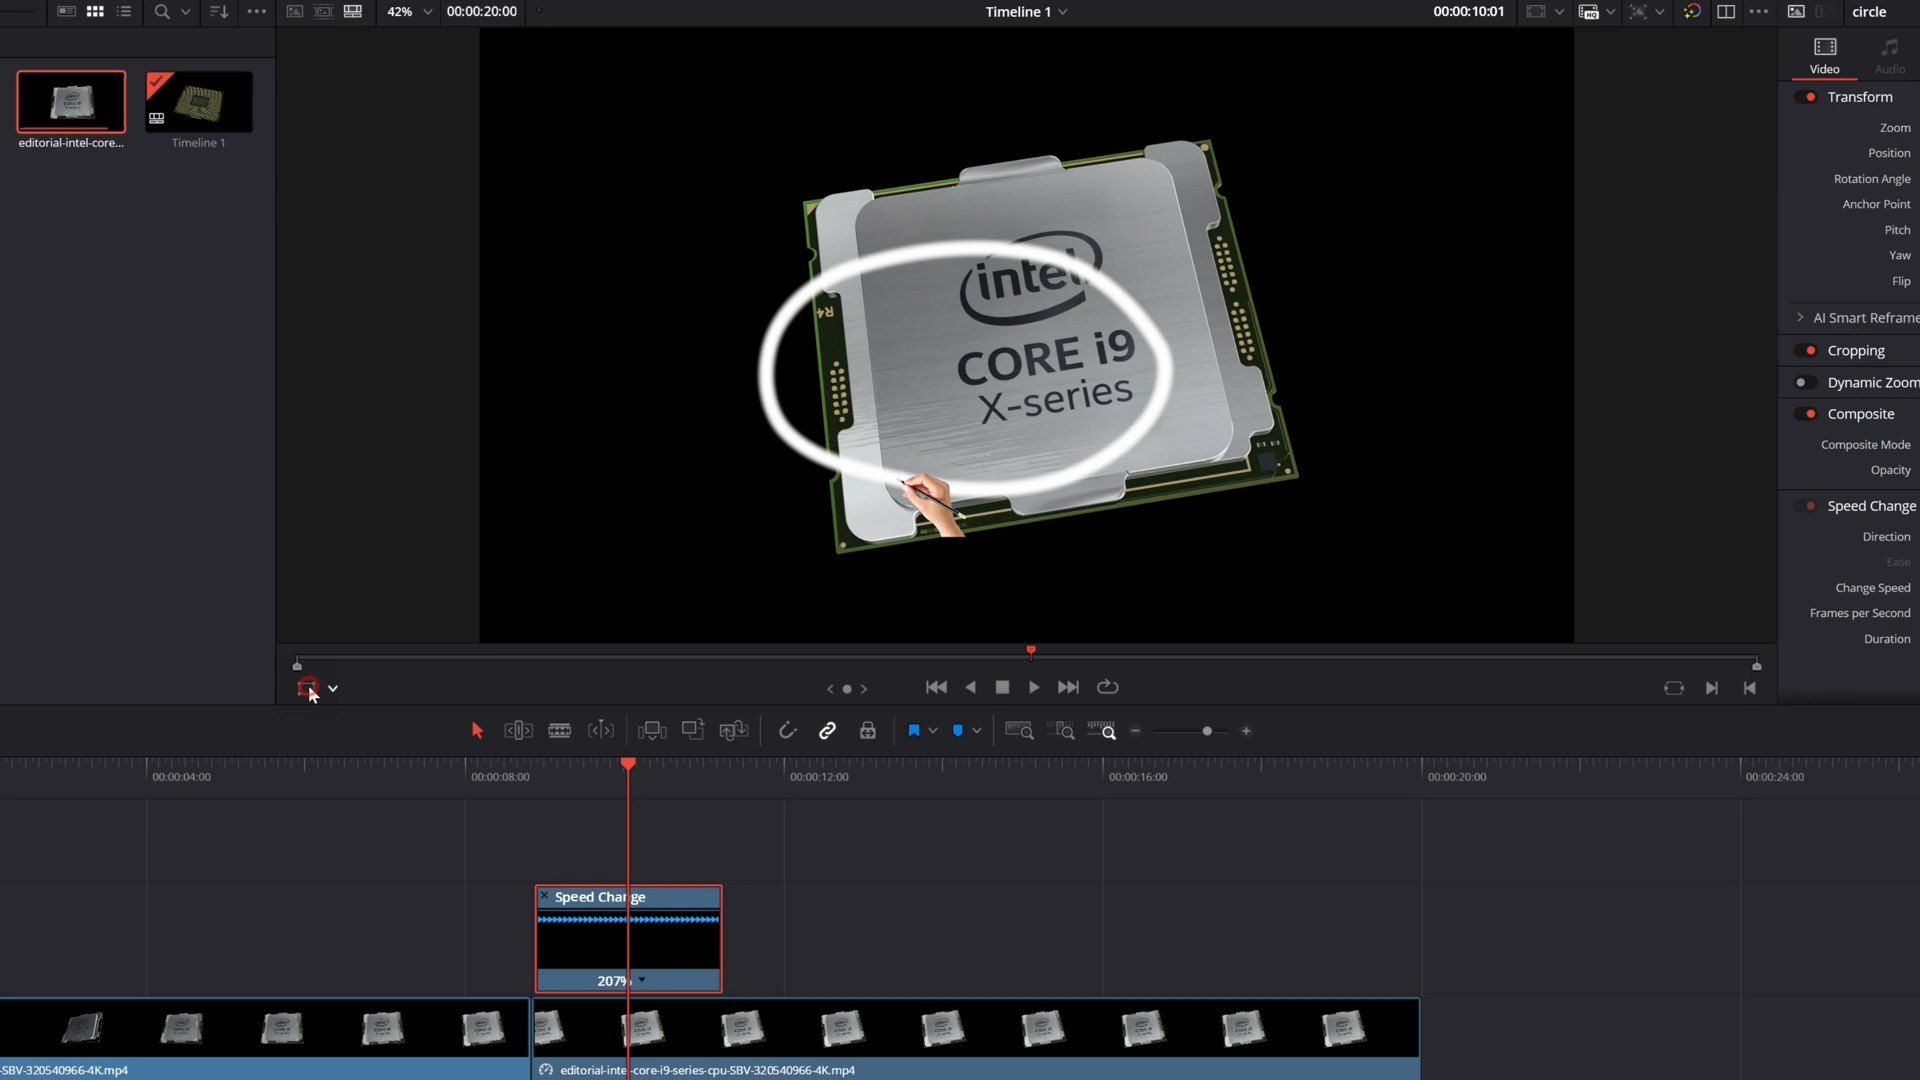 42%
00:00:20:00
Timeline 1
00:00:10:01
circle
Video
Audio
editorial-intel-core...
Timeline 1
Transform
Zoom
Position
Rotation Angle
Anchor Point
Pitch
Yaw
Flip
AI Smart Reframe
Cropping
Dynamic Zoom
Composite
Composite Mode
Opacity
Speed Change
Direction
Ease
Change Speed
Frames per Second
Duration
R4
intel
CORE i9
X-series
00:00:04:00
00:00:08:00
00:00:12:00
00:00:16:00
00:00:20:00
00:00:24:00
Speed Change
207%
-SBV-320540966-4K.mp4
editorial-intel-core-i9-series-cpu-SBV-320540966-4K.mp4